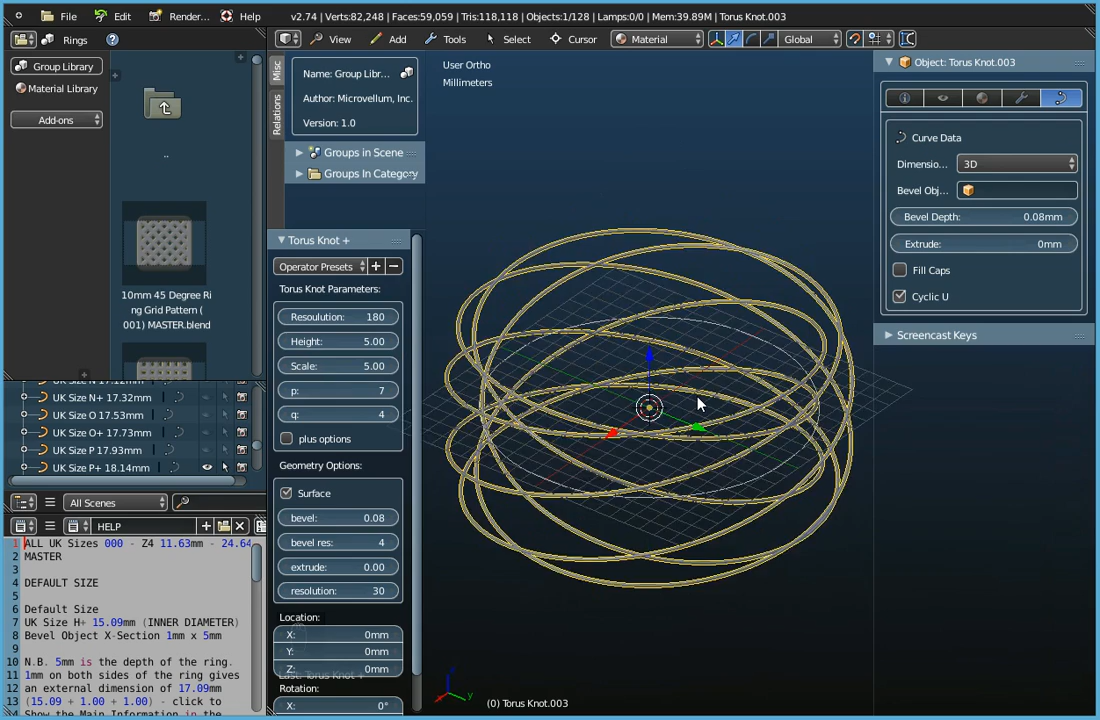 File Edit Render... Help v2.74 | Verts:82,248 | Faces:59,059 | Tris:118,118 | Objects:1/128 | Lamps:0/0 | Mem:39.89M | Torus Knot.003
Rings
View Add Tools Select Cursor Material Global
Group Library
Material Library
Add-ons
..
10mm 45 Degree Ri
ng Grid Pattern (
001) MASTER.blend
Misc
Relations
Name: Group Libr...
Author: Microvellum, Inc.
Version: 1.0
Groups in Scene
Groups In Category
User Ortho
Millimeters
Object: Torus Knot.003
Curve Data
Dimensio... 3D
Bevel Obj...
Bevel Depth: 0.08mm
Extrude: 0mm
Fill Caps
Cyclic U
Screencast Keys
Torus Knot +
Operator Presets
Torus Knot Parameters:
Resoulution: 180
Height: 5.00
Scale: 5.00
p: 7
q: 4
plus options
Geometry Options:
Surface
bevel: 0.08
bevel res: 4
extrude: 0.00
resolution: 30
Location:
X: 0mm
Y: 0mm
Z: 0mm
Rotation:
X: 0°
UK Size N 17.12mm
UK Size N+ 17.32mm
UK Size O 17.53mm
UK Size O+ 17.73mm
UK Size P 17.93mm
UK Size P+ 18.14mm
All Scenes
HELP
1 ALL UK Sizes 000 - Z4 11.63mm - 24.64
2 MASTER
3
4 DEFAULT SIZE
5
6 Default Size
7 UK Size H+ 15.09mm (INNER DIAMETER)
8 Bevel Object X-Section 1mm x 5mm
9
10 N.B. 5mm is the depth of the ring.
11 1mm on both sides of the ring gives
12 an external dimension of 17.09mm
13 (15.09 + 1.00 + 1.00) - click to
Show the Main Information in the
(0) Torus Knot.003